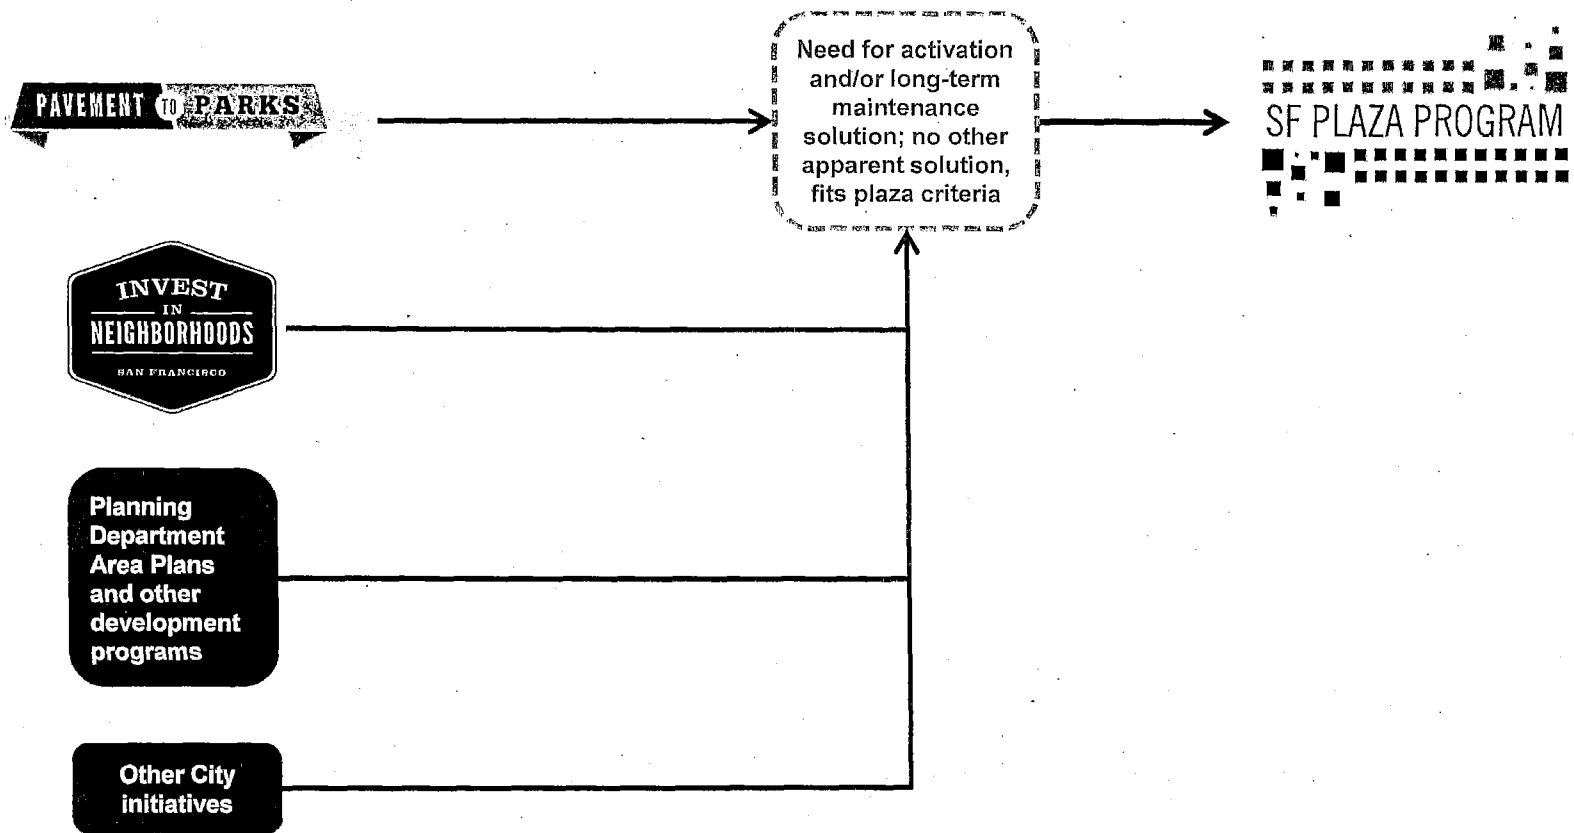 PAVEMENT TO PARKS
Need for activation
and/or long-term
maintenance
solution; no other
apparent solution,
fits plaza criteria
SF PLAZA PROGRAM
INVEST
IN
NEIGHBORHOODS
SAN FRANCISCO
Planning
Department
Area Plans
and other
development
programs
Other City
initiatives